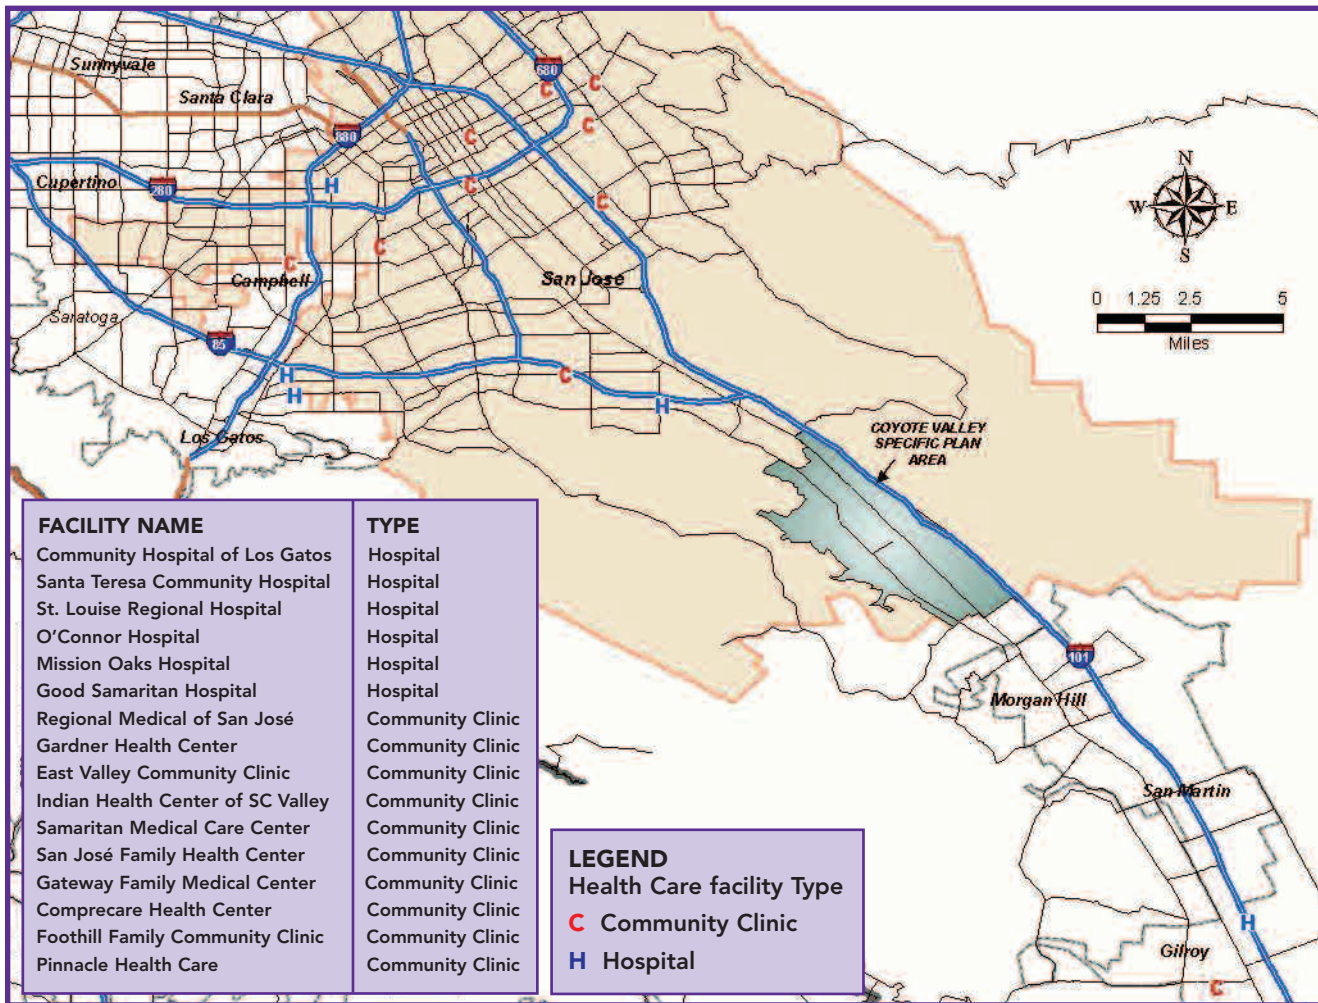 Sunnyvale
Santa Clara
680
C
C
C
C
880
Cupertino
280
H
C
C
C
C
Campbell
San José
Saratoga
85
H
H
C
H
Los Gatos
N
W E
S
0 1.25 2.5 5
Miles
COYOTE VALLEY
SPECIFIC PLAN
AREA
101
Morgan Hill
San Martin
H
Gilroy
C
FACILITY NAME TYPE
Community Hospital of Los Gatos Hospital
Santa Teresa Community Hospital Hospital
St. Louise Regional Hospital Hospital
O'Connor Hospital Hospital
Mission Oaks Hospital Hospital
Good Samaritan Hospital Hospital
Regional Medical of San José Community Clinic
Gardner Health Center Community Clinic
East Valley Community Clinic Community Clinic
Indian Health Center of SC Valley Community Clinic
Samaritan Medical Care Center Community Clinic
San José Family Health Center Community Clinic
Gateway Family Medical Center Community Clinic
Comprecare Health Center Community Clinic
Foothill Family Community Clinic Community Clinic
Pinnacle Health Care Community Clinic
LEGEND
Health Care facility Type
C Community Clinic
H Hospital